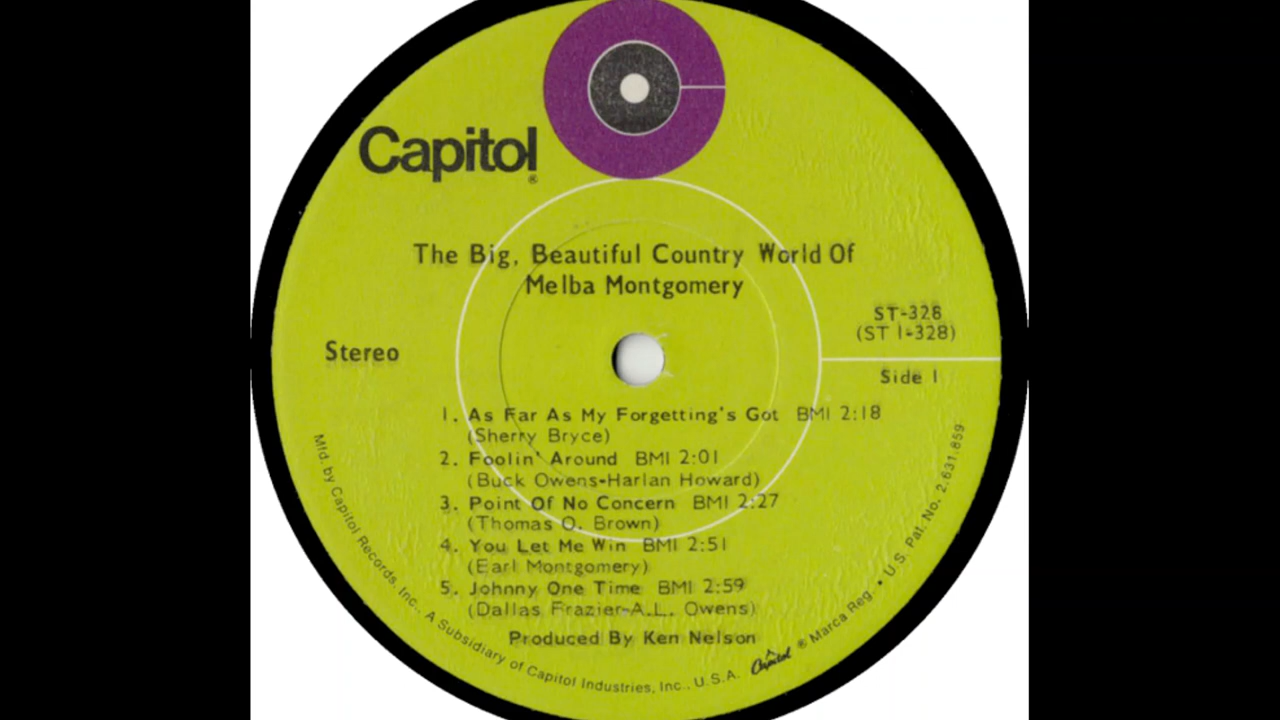 Capitol®
The Big, Beautiful Country World Of
Melba Montgomery
ST-328
(ST 1-328)
Stereo
Side 1
1. As Far As My Forgetting's Got BMI 2:18
(Sherry Bryce)
2. Foolin' Around BMI 2:01
(Buck Owens-Harlan Howard)
3. Point Of No Concern BMI 2:27
(Thomas O. Brown)
4. You Let Me Win BMI 2:51
(Earl Montgomery)
5. Johnny One Time BMI 2:59
(Dallas Frazier-A.L. Owens)
Produced By Ken Nelson
Mfd. by Capitol Records, Inc., A Subsidiary of Capitol Industries, Inc., U.S.A. Capitol ® Marca Reg. • U.S. Pat. No. 2.631.859